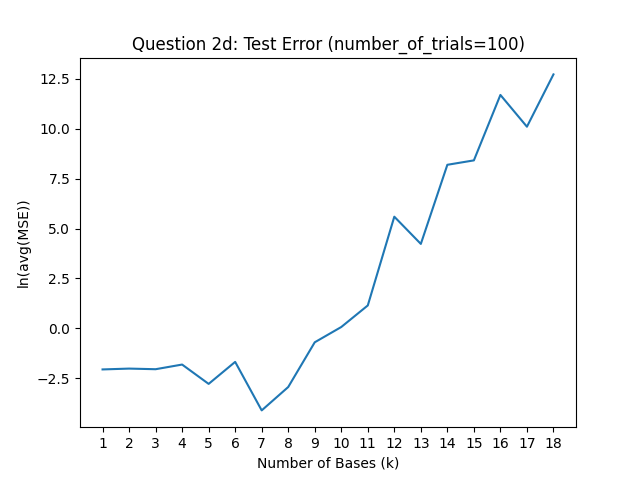 Question 2d: Test Error (number_of_trials=100)
12.5
10.0
7.5
5.0
2.5
0.0
−2.5
ln(avg(MSE))
1 2 3 4 5 6 7 8 9 10 11 12 13 14 15 16 17 18
Number of Bases (k)